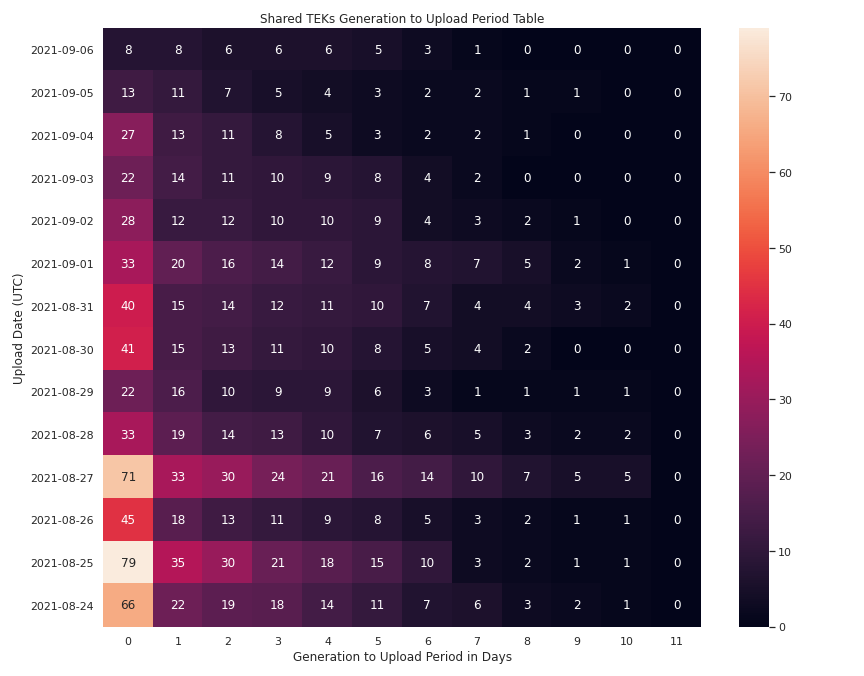 Shared TEKs Generation to Upload Period Table
Upload Date (UTC)
2021-09-06 8 8 6 6 6 5 3 1 0 0 0 0
2021-09-05 13 11 7 5 4 3 2 2 1 1 0 0
2021-09-04 27 13 11 8 5 3 2 2 1 0 0 0
2021-09-03 22 14 11 10 9 8 4 2 0 0 0 0
2021-09-02 28 12 12 10 10 9 4 3 2 1 0 0
2021-09-01 33 20 16 14 12 9 8 7 5 2 1 0
2021-08-31 40 15 14 12 11 10 7 4 4 3 2 0
2021-08-30 41 15 13 11 10 8 5 4 2 0 0 0
2021-08-29 22 16 10 9 9 6 3 1 1 1 1 0
2021-08-28 33 19 14 13 10 7 6 5 3 2 2 0
2021-08-27 71 33 30 24 21 16 14 10 7 5 5 0
2021-08-26 45 18 13 11 9 8 5 3 2 1 1 0
2021-08-25 79 35 30 21 18 15 10 3 2 1 1 0
2021-08-24 66 22 19 18 14 11 7 6 3 2 1 0
0 1 2 3 4 5 6 7 8 9 10 11
Generation to Upload Period in Days
70
60
50
40
30
20
10
0